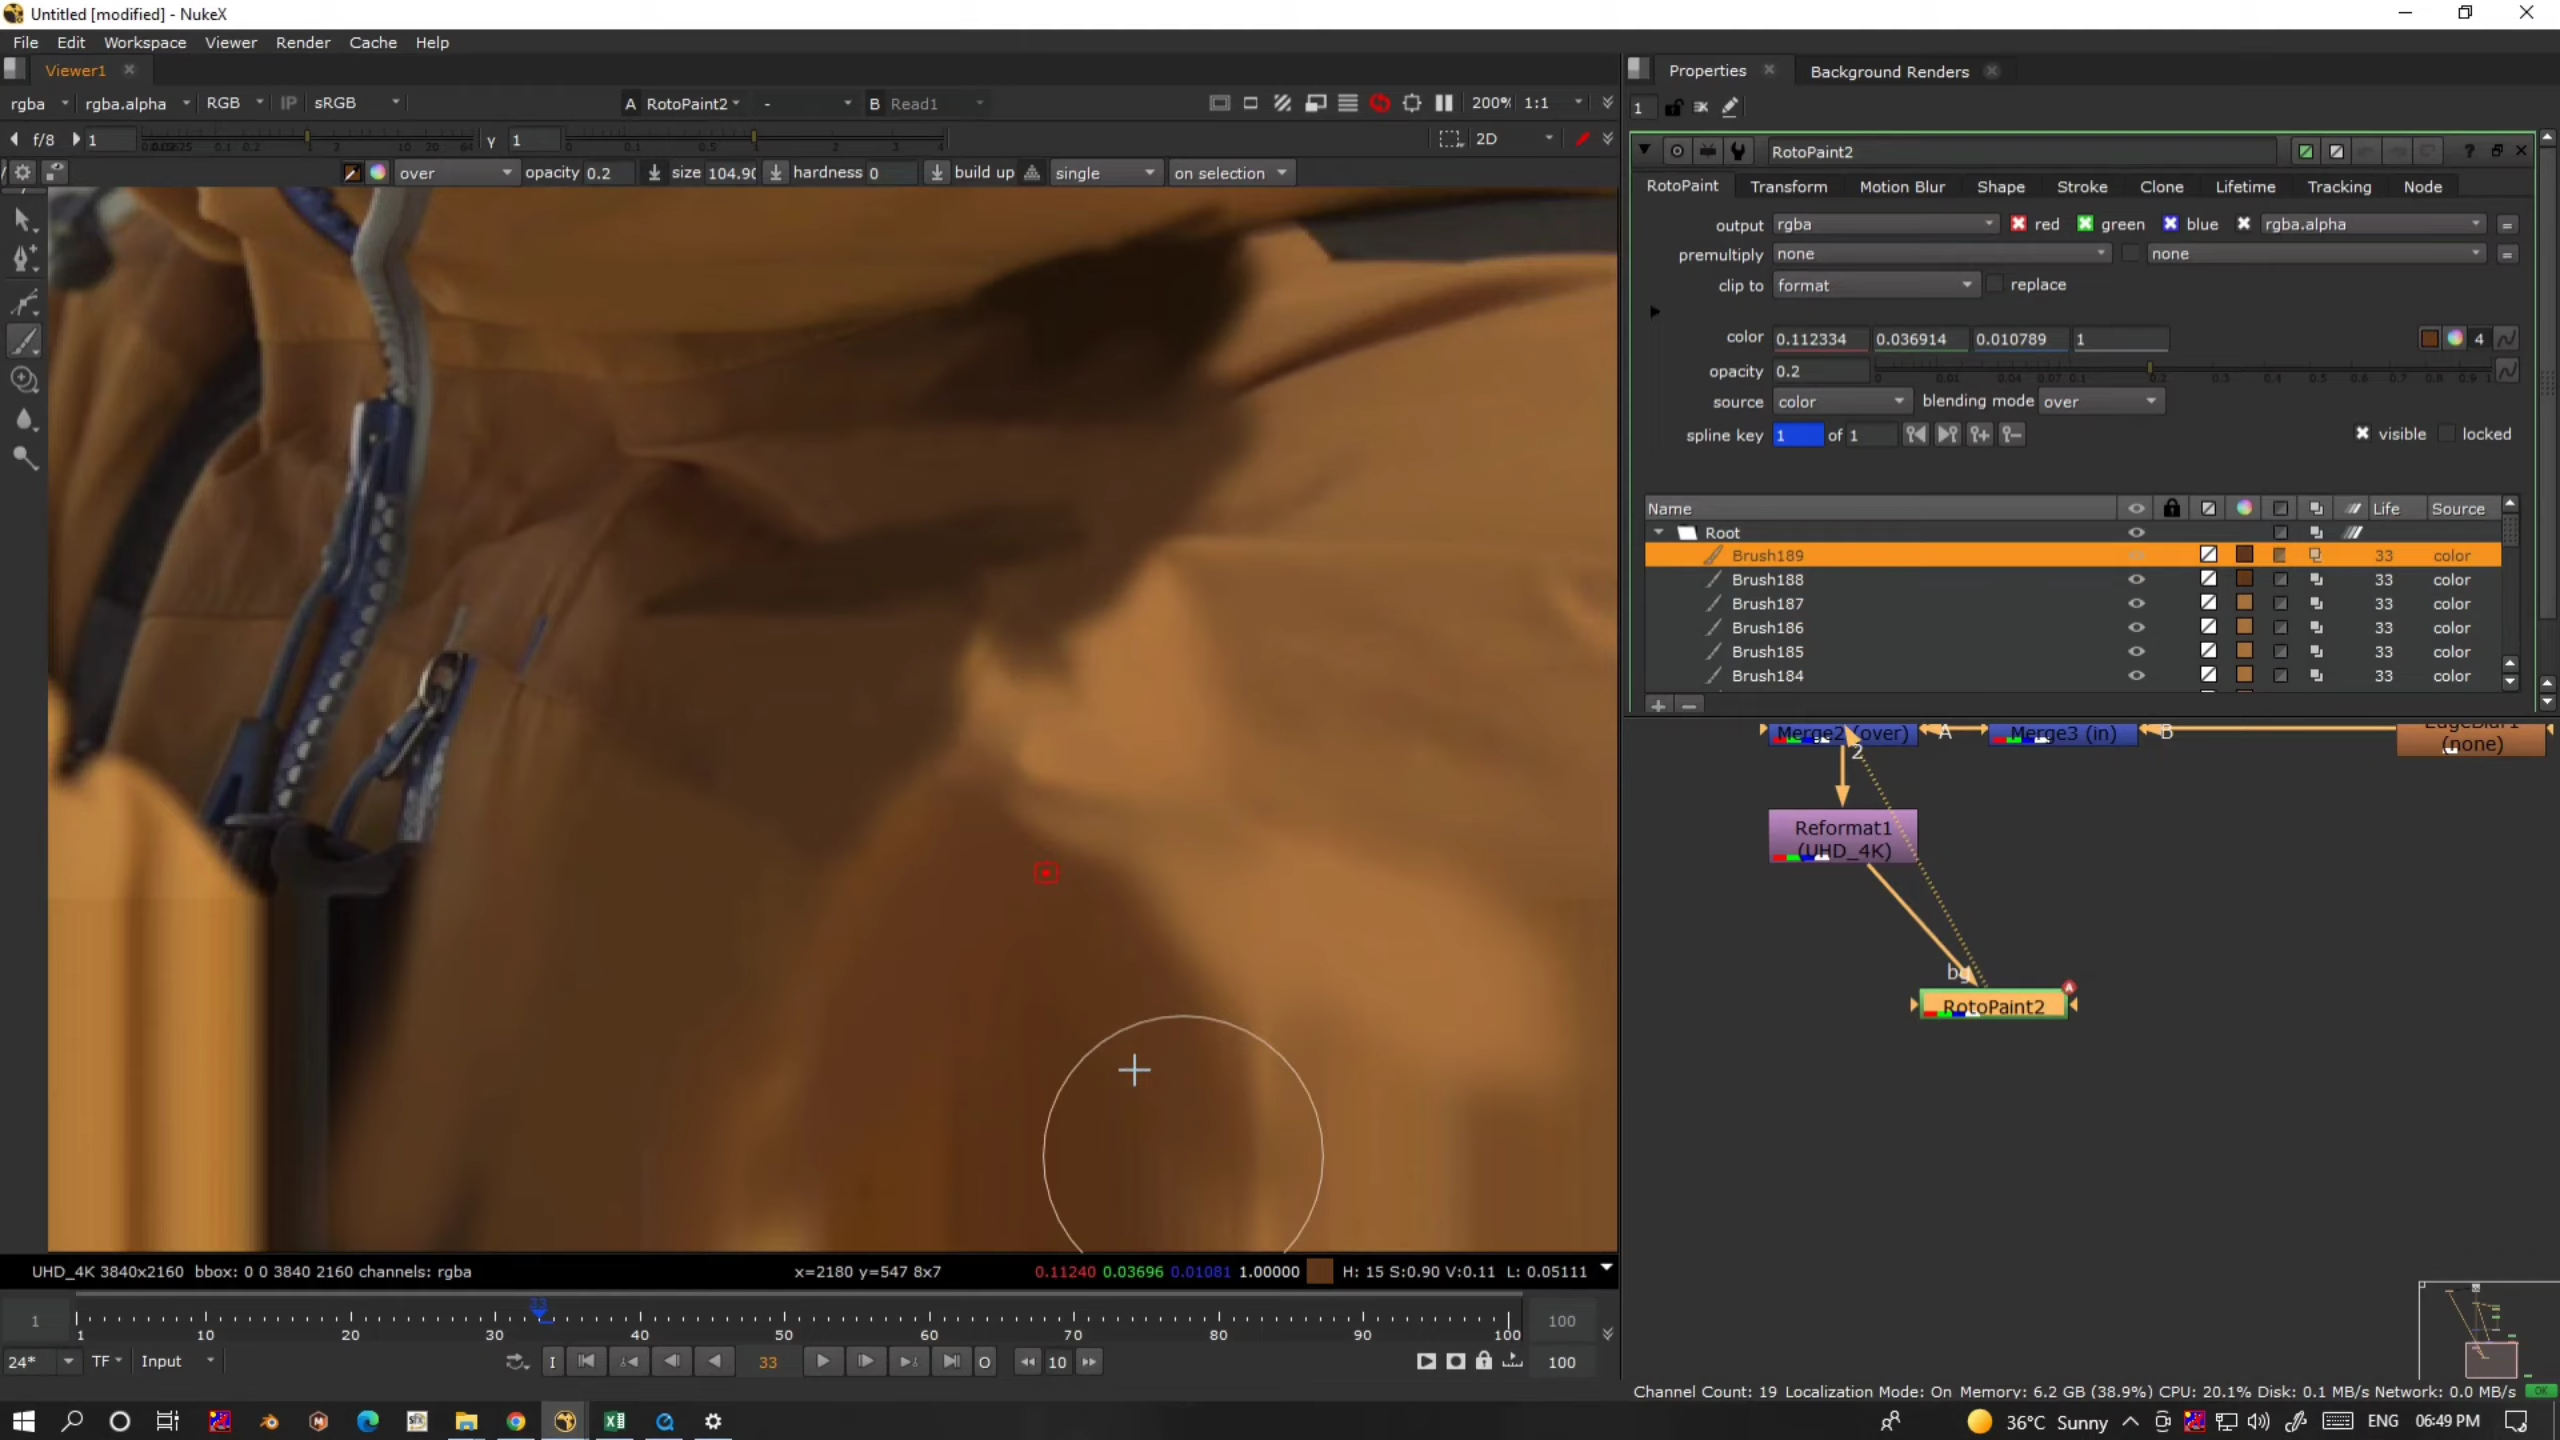 Untitled [modified] - NukeX
File Edit Workspace Viewer Render Cache Help
Viewer1
rgba rgba.alpha RGB IP sRGB A RotoPaint2 - B Read1 200% 1:1
f/8 1 Y 1 2D
over opacity 0.2 size 104.90 hardness 0 build up single on selection
Properties Background Renders
1
RotoPaint2 ?
RotoPaint Transform Motion Blur Shape Stroke Clone Lifetime Tracking Node
output rgba red green blue rgba.alpha =
premultiply none none =
clip to format replace
color 0.112334 0.036914 0.010789 1 4
opacity 0.2
source color blending mode over
spline key 1 of 1 visible locked
Name Life Source
Root
Brush189 33 color
Brush188 33 color
Brush187 33 color
Brush186 33 color
Brush185 33 color
Brush184 33 color
Merge2 (over) A Merge3 (in) B
(none)
2
Reformat1
(UHD_4K)
bg
A
RotoPaint2
UHD_4K 3840x2160 bbox: 0 0 3840 2160 channels: rgba x=2180 y=547 8x7 0.11240 0.03696 0.01081 1.00000 H: 15 S:0.90 V:0.11 L: 0.05111
33
1 100
1 10 20 30 40 50 60 70 80 90 100
24* TF Input I 33 O 10 100
Channel Count: 19 Localization Mode: On Memory: 6.2 GB (38.9%) CPU: 20.1% Disk: 0.1 MB/s Network: 0.0 MB/s OK
36°C Sunny ENG 06:49 PM